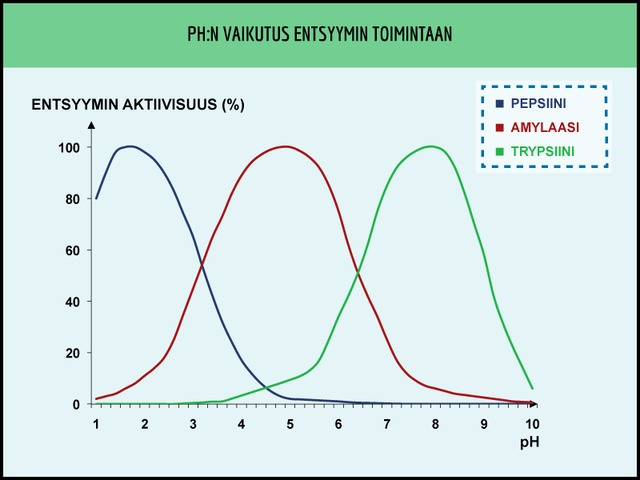 PH:N VAIKUTUS ENTSYYMIN TOIMINTAAN
ENTSYYMIN AKTIIVISUUS (%)
PEPSIINI
AMYLAASI
TRYPSIINI
100
80
60
40
20
0
1 2 3 4 5 6 7 8 9 10
pH